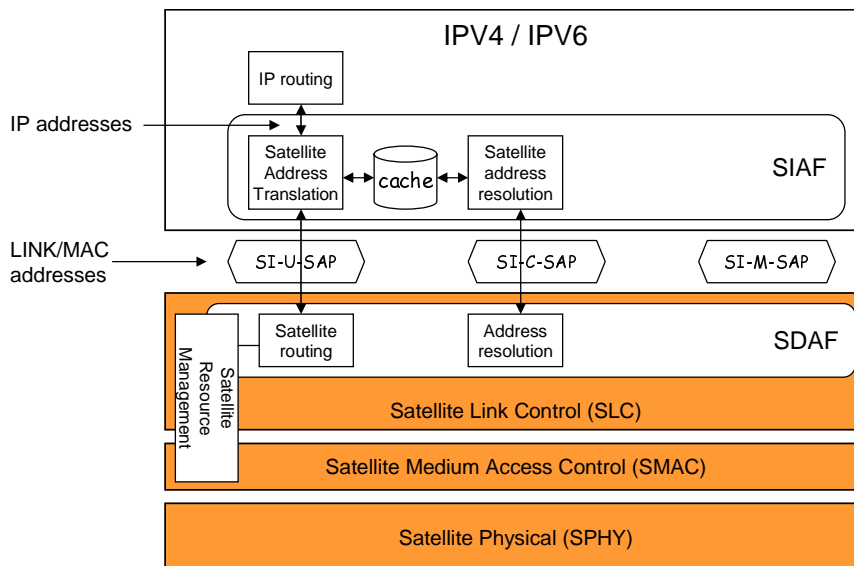 IPV4 / IPV6
IP routing
IP addresses
Satellite
Address
Translation
cache
Satellite
address
resolution
SIAF
LINK/MAC
addresses
SI-U-SAP
SI-C-SAP
SI-M-SAP
Satellite
Resource
Management
Satellite
routing
Address
resolution
SDAF
Satellite Link Control (SLC)
Satellite Medium Access Control (SMAC)
Satellite Physical (SPHY)